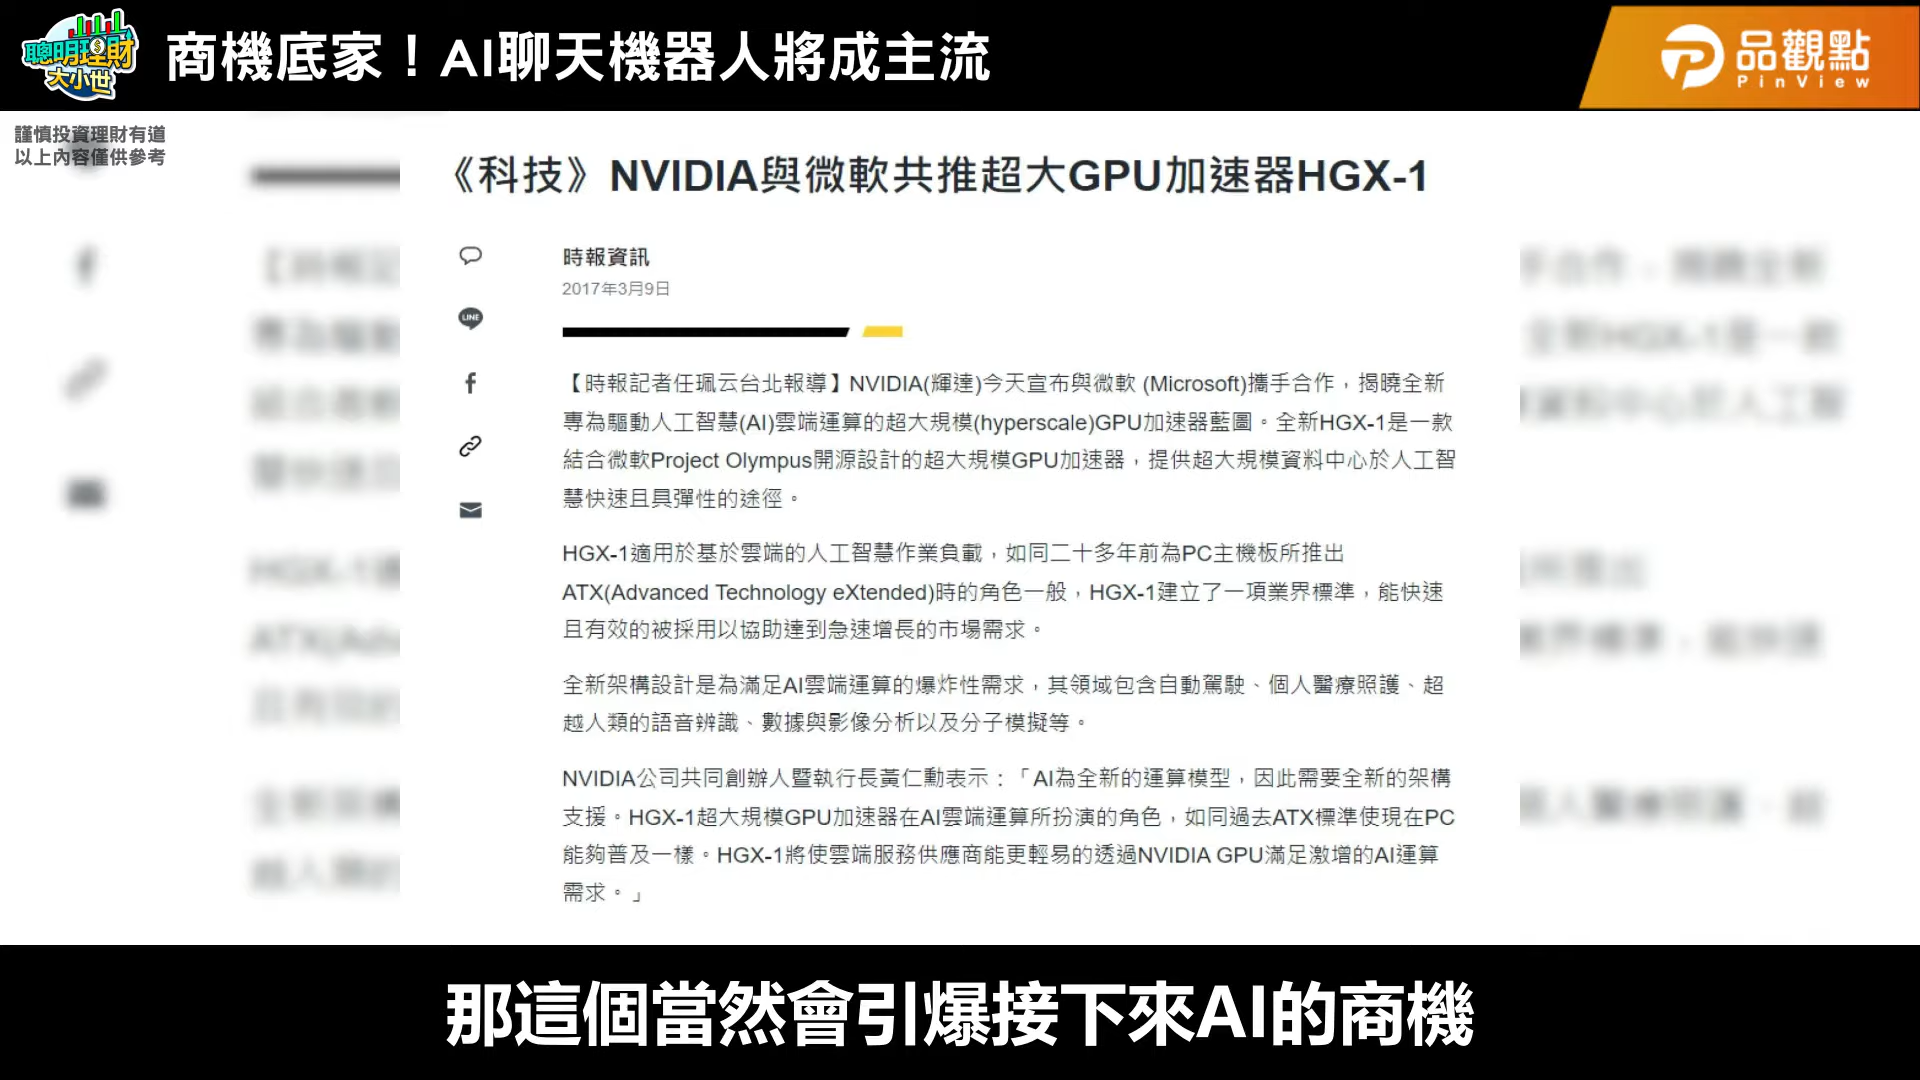 聰明理財
大小世
商機底家！AI聊天機器人將成主流
品觀點
PinView
謹慎投資理財有道
以上內容僅供參考
《科技》NVIDIA與微軟共推超大GPU加速器HGX-1
時報資訊
2017年3月9日
LINE
【時報記者任珮云台北報導】NVIDIA(輝達)今天宣布與微軟 (Microsoft)攜手合作，揭曉全新
專為驅動人工智慧(AI)雲端運算的超大規模(hyperscale)GPU加速器藍圖。全新HGX-1是一款
結合微軟Project Olympus開源設計的超大規模GPU加速器，提供超大規模資料中心於人工智
慧快速且具彈性的途徑。
HGX-1適用於基於雲端的人工智慧作業負載，如同二十多年前為PC主機板所推出
ATX(Advanced Technology eXtended)時的角色一般，HGX-1建立了一項業界標準，能快速
且有效的被採用以協助達到急速增長的市場需求。
全新架構設計是為滿足AI雲端運算的爆炸性需求，其領域包含自動駕駛、個人醫療照護、超
越人類的語音辨識、數據與影像分析以及分子模擬等。
NVIDIA公司共同創辦人暨執行長黃仁勳表示：「AI為全新的運算模型，因此需要全新的架構
支援。HGX-1超大規模GPU加速器在AI雲端運算所扮演的角色，如同過去ATX標準使現在PC
能夠普及一樣。HGX-1將使雲端服務供應商能更輕易的透過NVIDIA GPU滿足激增的AI運算
需求。」
那這個當然會引爆接下來AI的商機